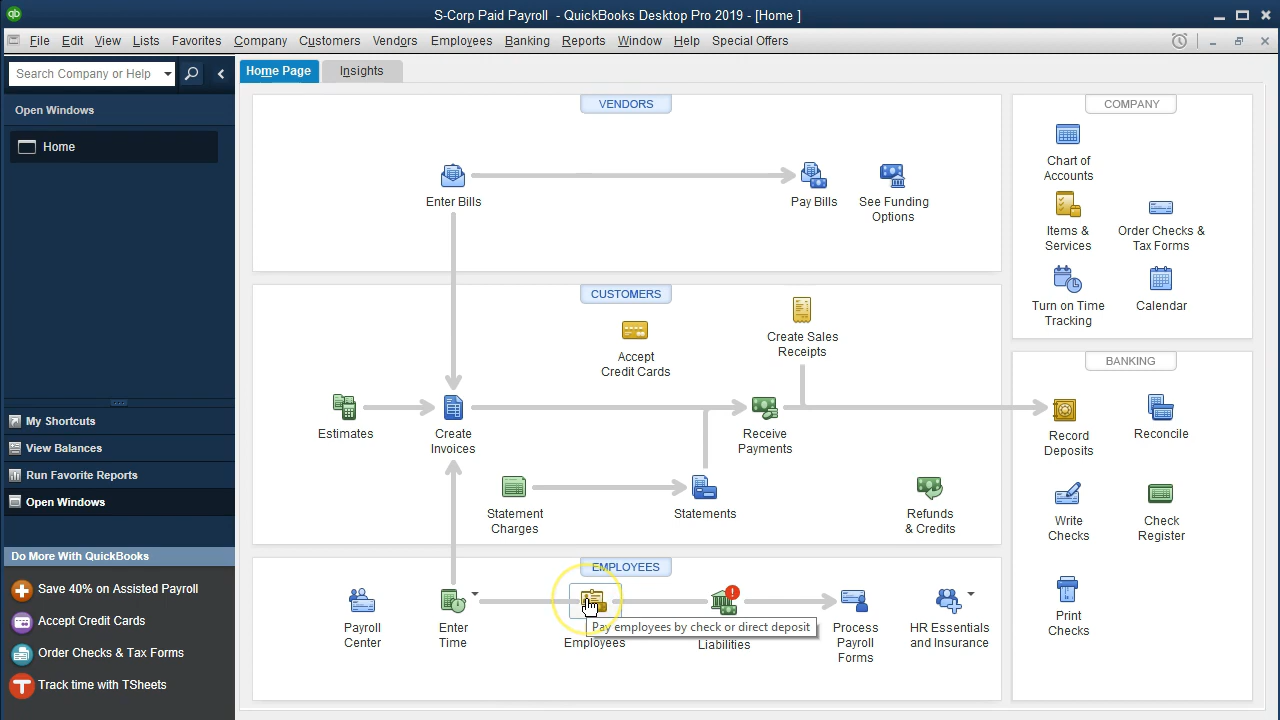 S-Corp Paid Payroll - QuickBooks Desktop Pro 2019 - [Home ]
File Edit View Lists Favorites Company Customers Vendors Employees Banking Reports Window Help Special Offers
Search Company or Help
Open Windows
Home
My Shortcuts
View Balances
Run Favorite Reports
Open Windows
Do More With QuickBooks
Save 40% on Assisted Payroll
Accept Credit Cards
Order Checks & Tax Forms
Track time with TSheets
Home Page
Insights
VENDORS
Enter Bills
Pay Bills
See Funding
Options
CUSTOMERS
Accept
Credit Cards
Create Sales
Receipts
Estimates
Create
Invoices
Receive
Payments
Statement
Charges
Statements
Refunds
& Credits
EMPLOYEES
Payroll
Center
Enter
Time
Pay employees by check or direct deposit
Employees
Liabilities
Process
Payroll
Forms
HR Essentials
and Insurance
COMPANY
Chart of
Accounts
Items &
Services
Order Checks &
Tax Forms
Turn on Time
Tracking
Calendar
BANKING
Record
Deposits
Reconcile
Write
Checks
Check
Register
Print
Checks